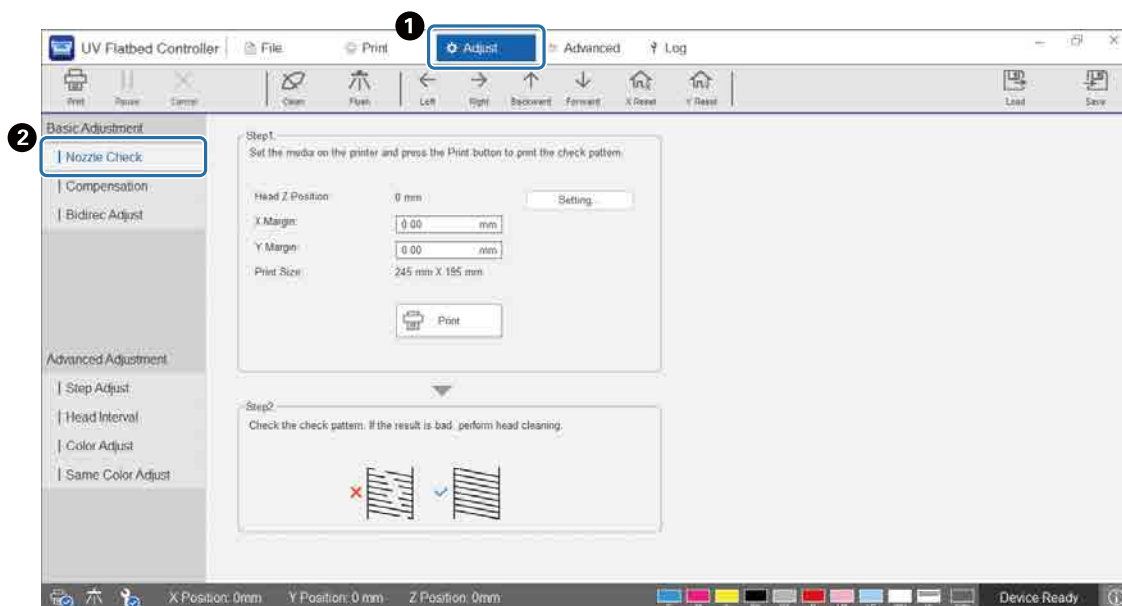 1
UV Flatbed Controller File Print Adjust Advanced Log
Print Pause Cancel Clean Flush Left Right Backward Forward X Reset Y Reset Load Save
2
Basic Adjustment
Nozzle Check
Compensation
Bidirec Adjust
Advanced Adjustment
Step Adjust
Head Interval
Color Adjust
Same Color Adjust
Step1.
Set the media on the printer and press the Print button to print the check pattern.
Head Z Position: 0 mm Setting...
X Margin: 0.00 mm
Y Margin: 0.00 mm
Print Size: 245 mm X 195 mm
Print
Step2.
Check the check pattern. If the result is bad, perform head cleaning.
X Position: 0mm Y Position: 0 mm Z Position: 0mm Device Ready